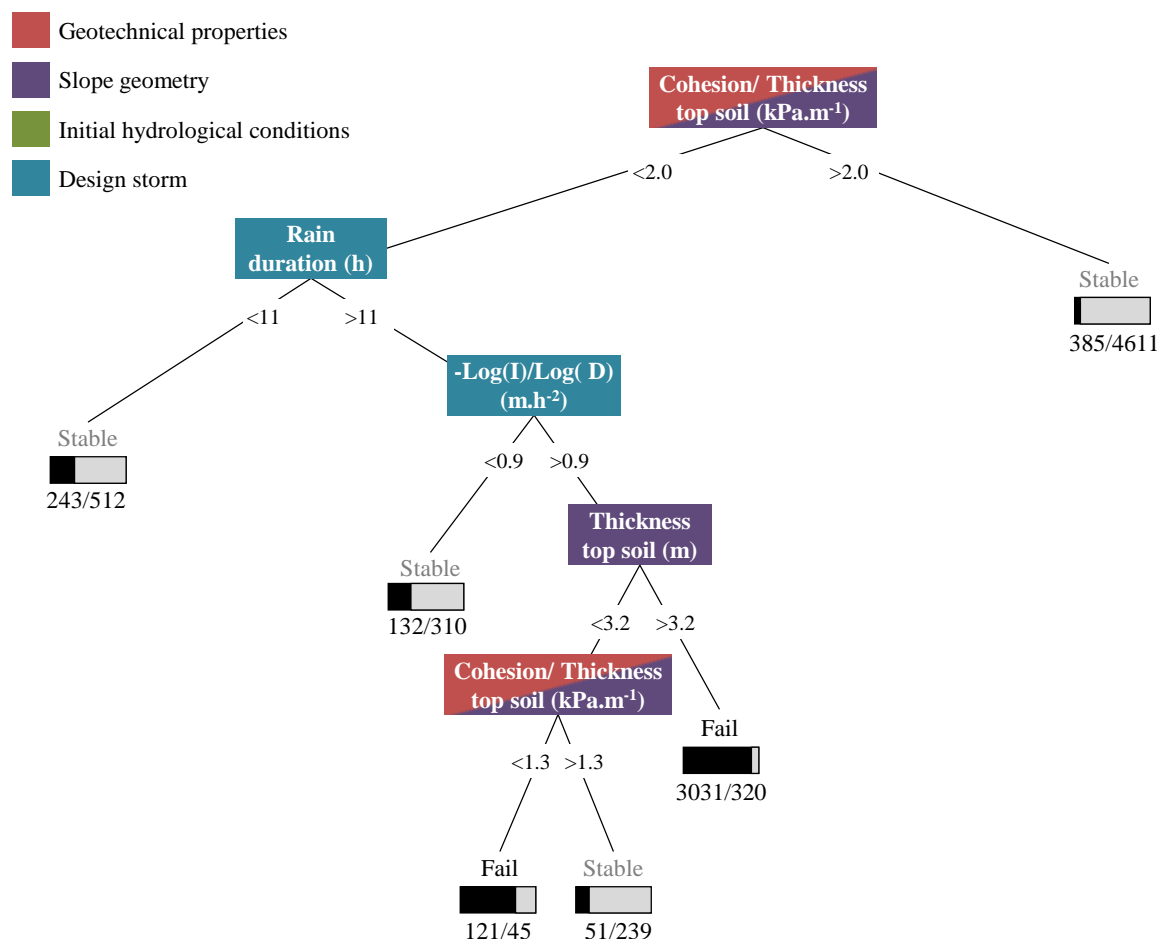 Geotechnical properties
Slope geometry
Initial hydrological conditions
Design storm
Cohesion/ Thickness
top soil (kPa.m⁻¹)
<2.0
>2.0
Rain
duration (h)
Stable
385/4611
<11
>11
-Log(I)/Log( D)
(m.h⁻²)
Stable
243/512
<0.9
>0.9
Thickness
top soil (m)
Stable
132/310
<3.2
>3.2
Cohesion/ Thickness
top soil (kPa.m⁻¹)
Fail
3031/320
<1.3
>1.3
Fail
121/45
Stable
51/239